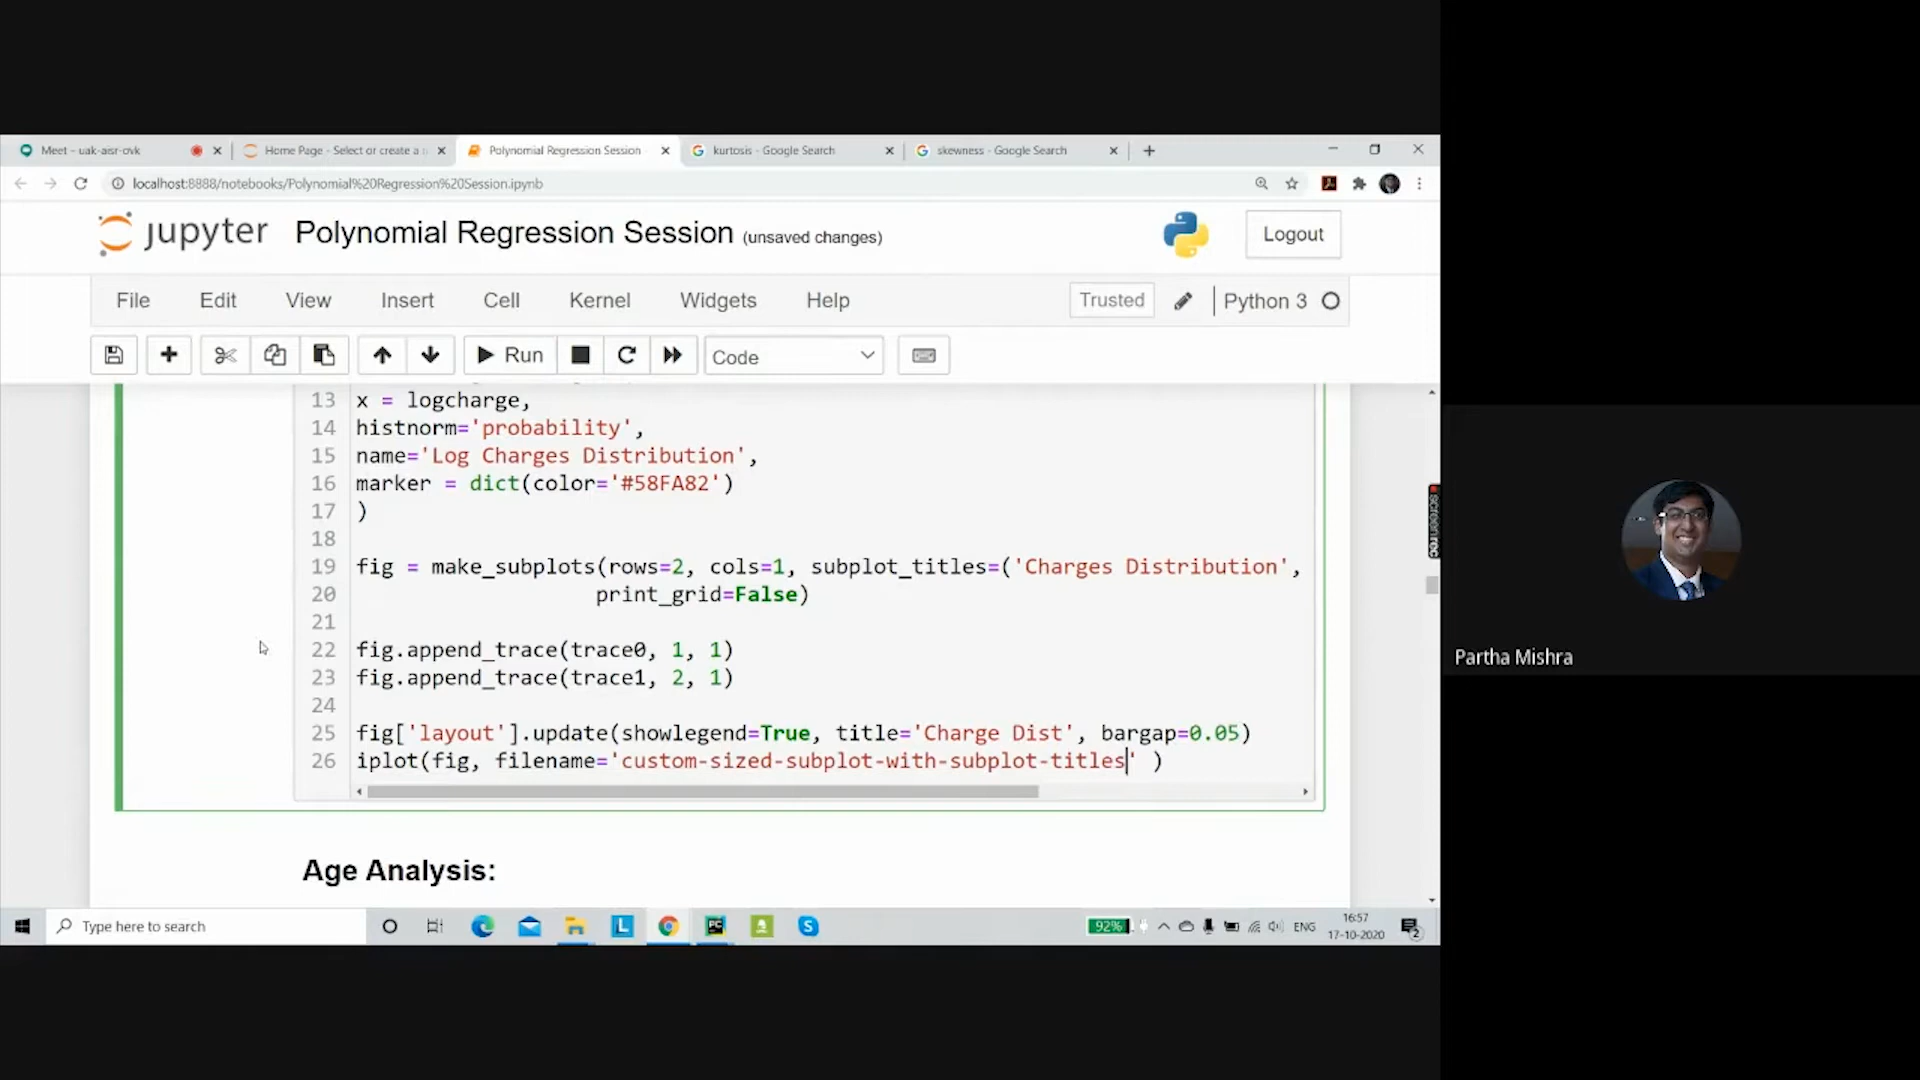 Meet - uak-aisr-ovk
Home Page - Select or create a
Polynomial Regression Session
kurtosis - Google Search
skewness - Google Search
localhost:8888/notebooks/Polynomial%20Regression%20Session.ipynb
jupyter Polynomial Regression Session (unsaved changes)
Logout
File Edit View Insert Cell Kernel Widgets Help
Trusted
Python 3
Run
Code
13 x = logcharge,
14 histnorm='probability',
15 name='Log Charges Distribution',
16 marker = dict(color='#58FA82')
17 )
18
19 fig = make_subplots(rows=2, cols=1, subplot_titles=('Charges Distribution',
20 print_grid=False)
21
22 fig.append_trace(trace0, 1, 1)
23 fig.append_trace(trace1, 2, 1)
24
25 fig['layout'].update(showlegend=True, title='Charge Dist', bargap=0.05)
26 iplot(fig, filename='custom-sized-subplot-with-subplot-titles' )
Age Analysis:
screenrec
Partha Mishra
Type here to search
92%
ENG
16:57
17-10-2020
2